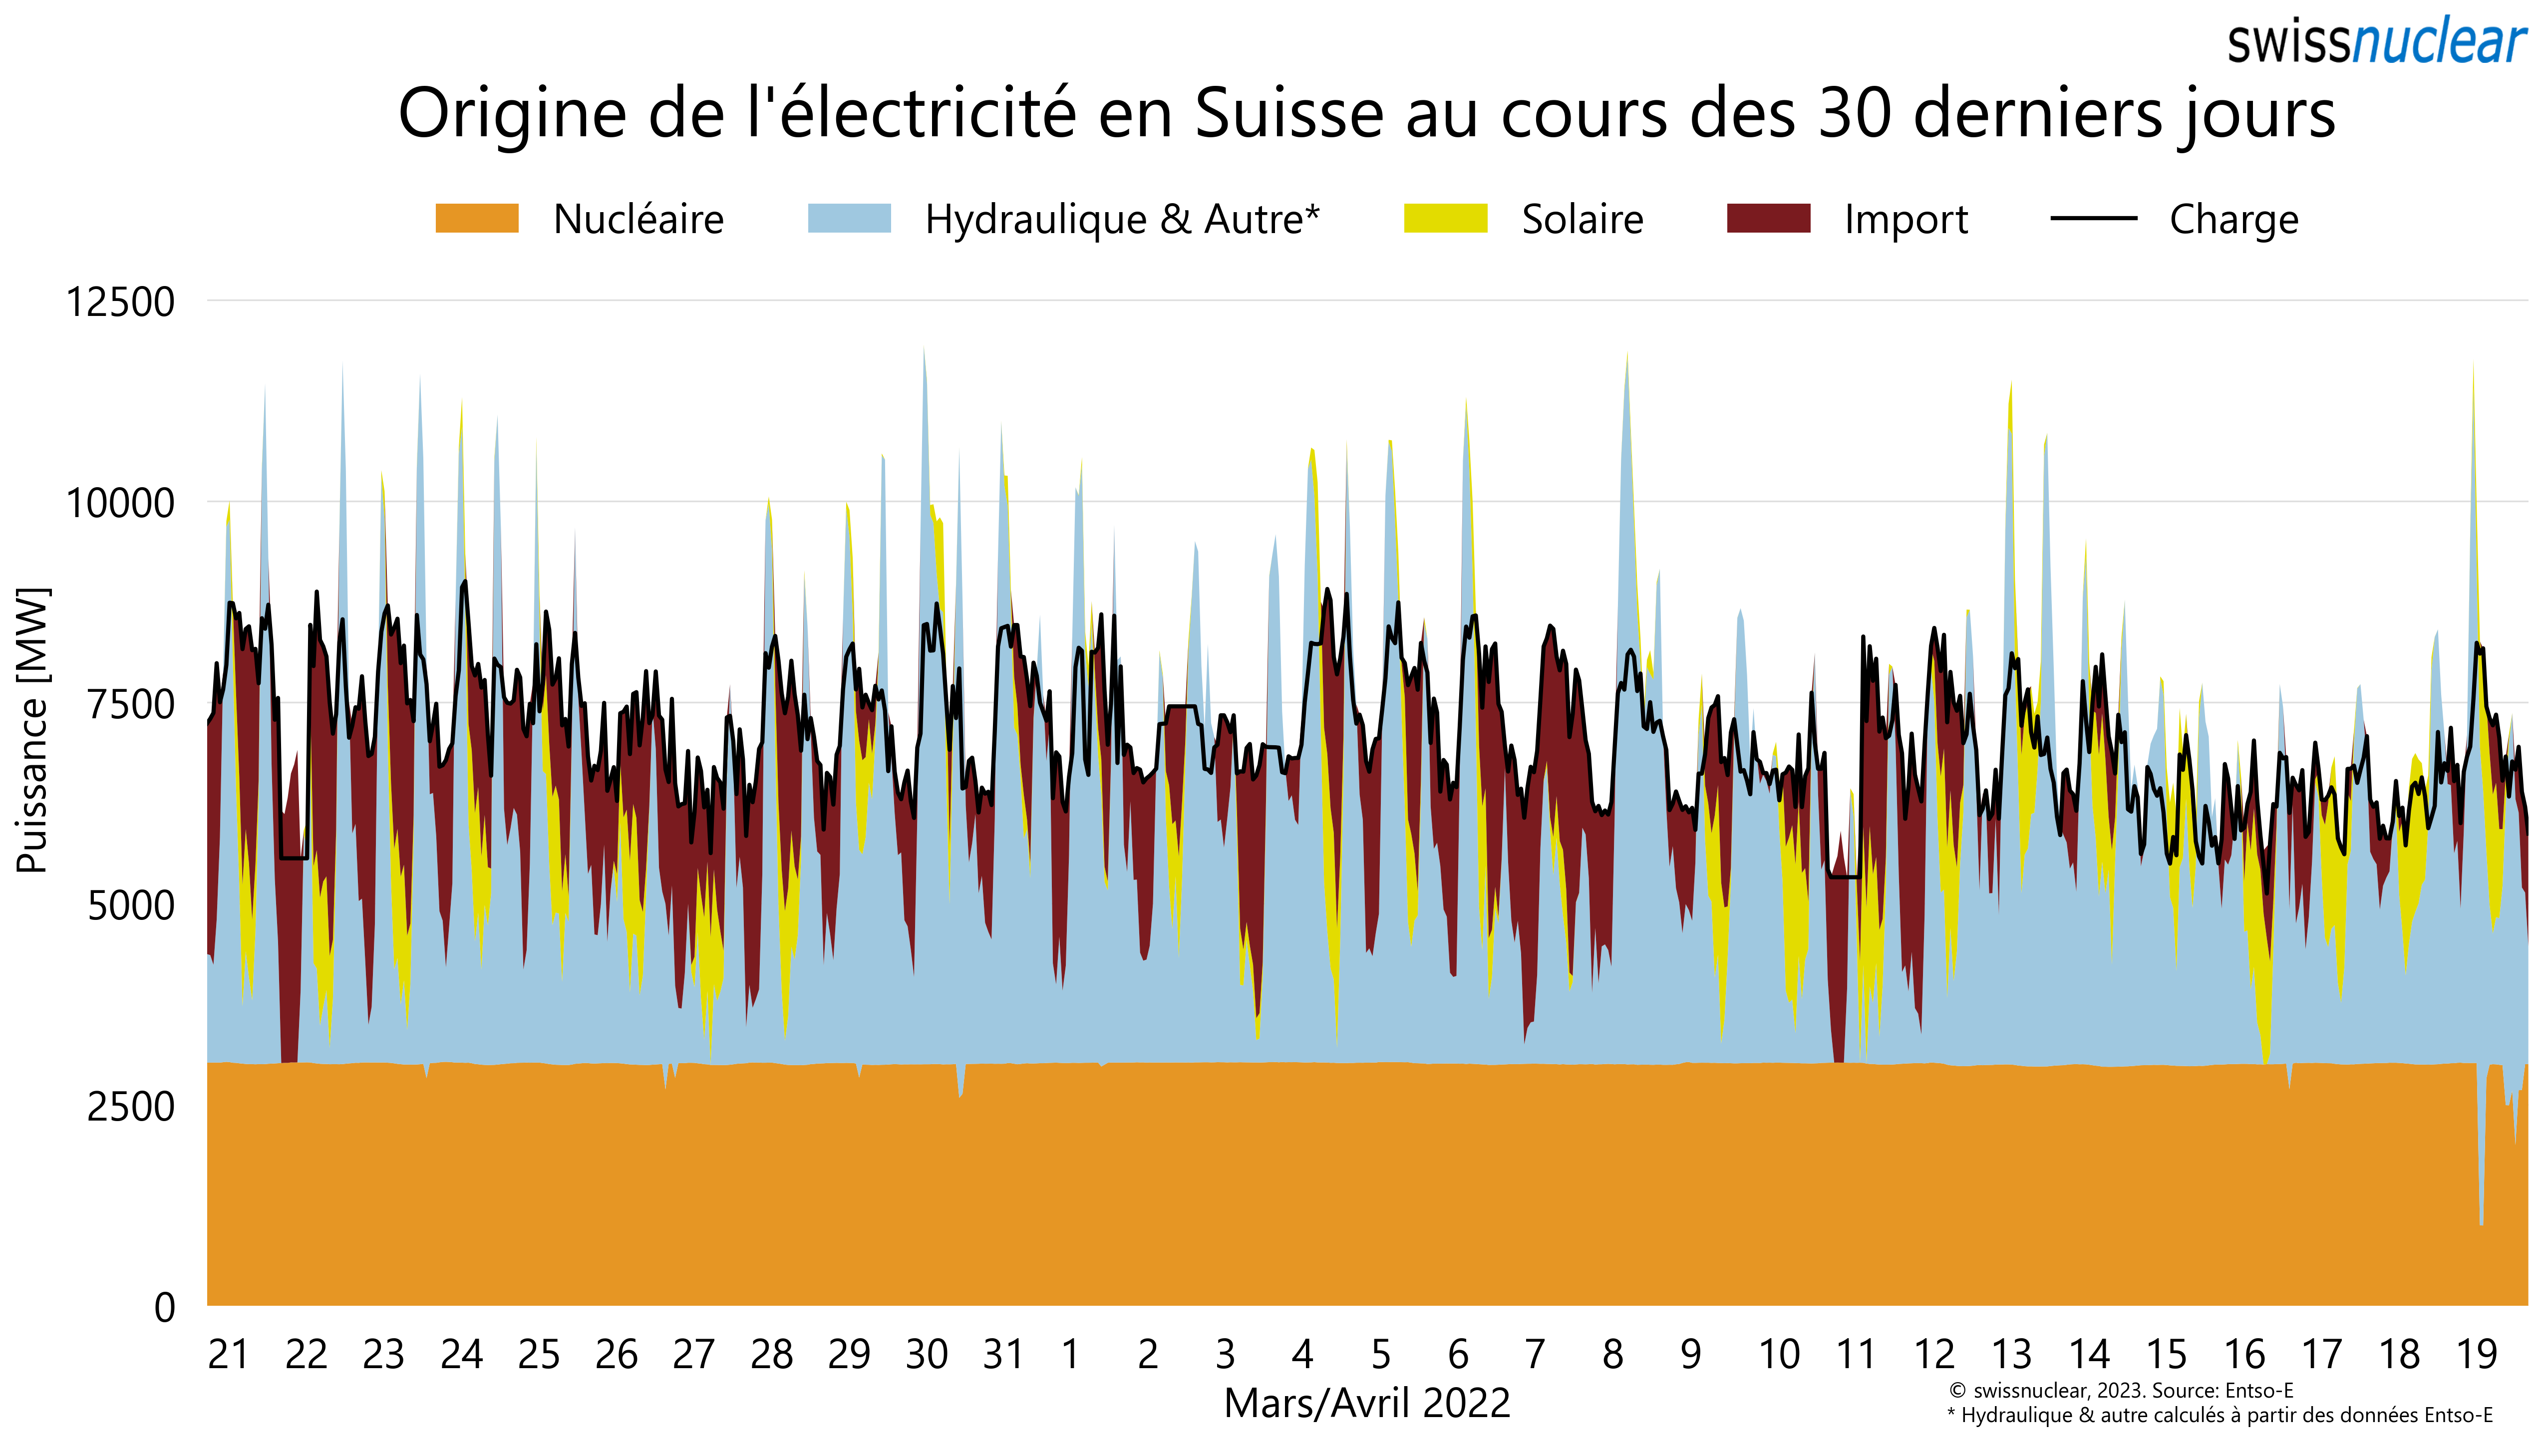 swissnuclear
Origine de l'électricité en Suisse au cours des 30 derniers jours
Nucléaire Hydraulique & Autre* Solaire Import Charge
12500
10000
7500
5000
2500
0
Puissance [MW]
21 22 23 24 25 26 27 28 29 30 31 1 2 3 4 5 6 7 8 9 10 11 12 13 14 15 16 17 18 19
Mars/Avril 2022
© swissnuclear, 2023. Source: Entso-E
* Hydraulique & autre calculés à partir des données Entso-E